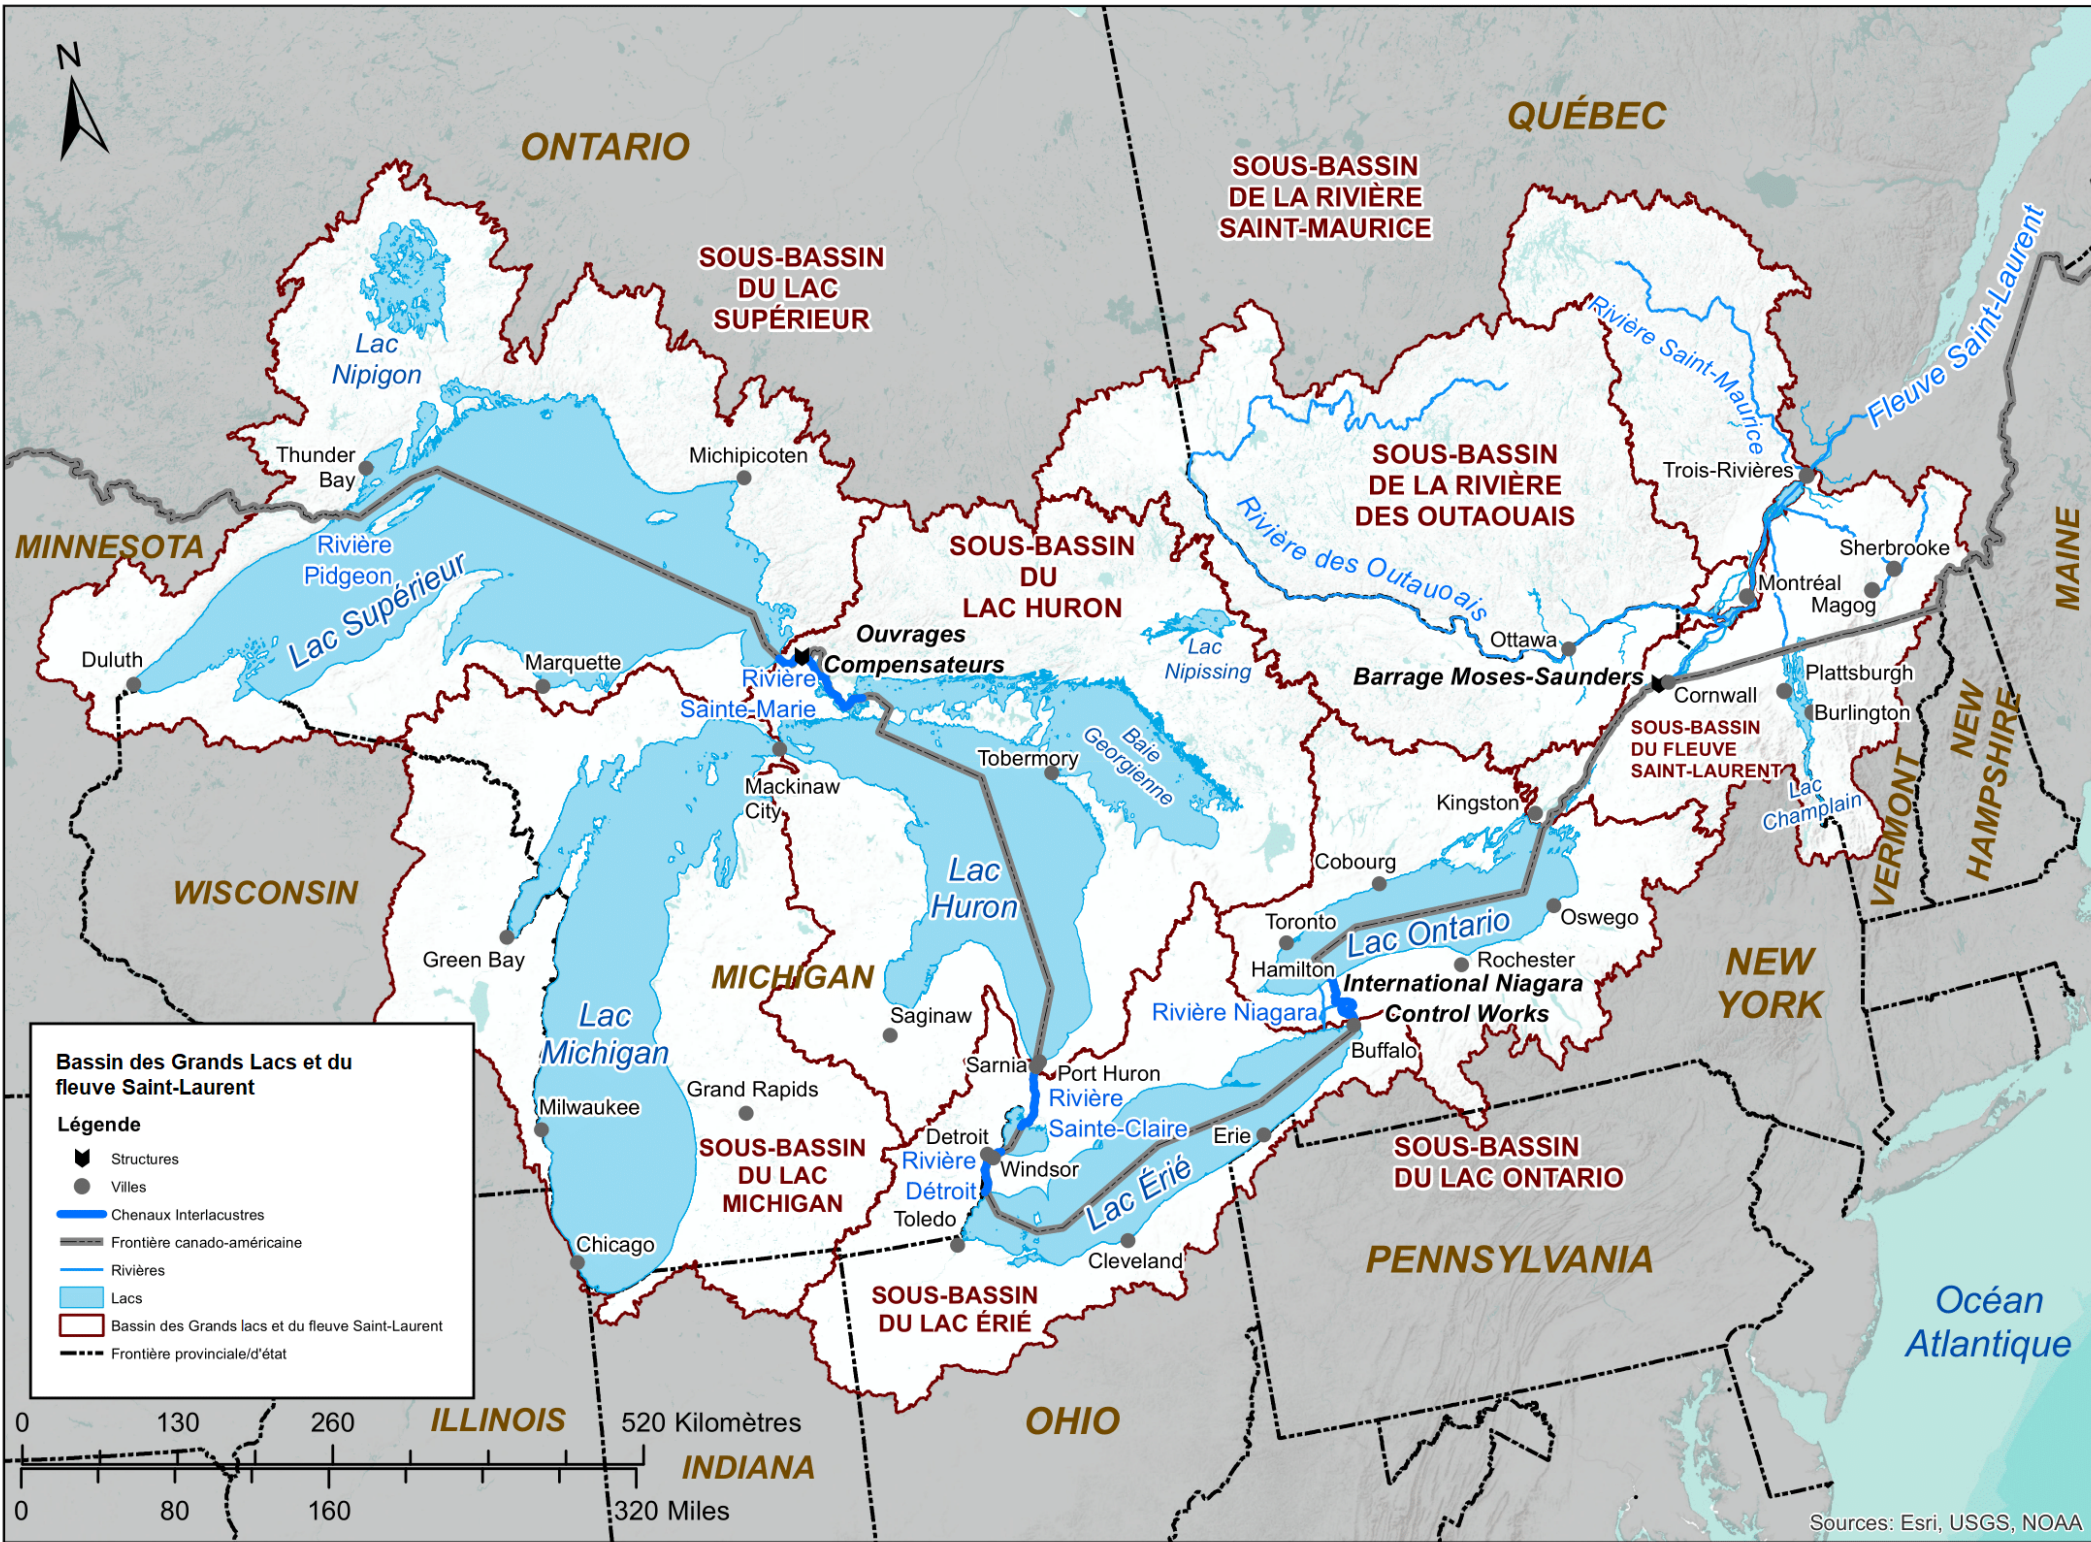 N
ONTARIO
QUÉBEC
SOUS-BASSIN
DE LA RIVIÈRE
SAINT-MAURICE
SOUS-BASSIN
DU LAC
SUPÉRIEUR
Fleuve Saint-Laurent
Rivière Saint-Maurice
Lac
Nipigon
Thunder
Bay
Michipicoten
SOUS-BASSIN
DE LA RIVIÈRE
DES OUTAOUAIS
Trois-Rivières
MINNESOTA
Rivière
Pidgeon
Lac Supérieur
SOUS-BASSIN
DU
LAC HURON
Rivière des Outauoais
Sherbrooke
Montréal
Magog
MAINE
Duluth
Marquette
Ouvrages
Compensateurs
Rivière
Sainte-Marie
Lac
Nipissing
Ottawa
Barrage Moses-Saunders
Cornwall
Plattsburgh
Burlington
SOUS-BASSIN
DU FLEUVE
SAINT-LAURENT
Lac
Champlain
VERMONT
NEW
HAMPSHIRE
Tobermory
Baie
Georgienne
Mackinaw
City
Kingston
Cobourg
WISCONSIN
Lac
Huron
Toronto
Lac Ontario
Oswego
Green Bay
MICHIGAN
Hamilton
Rochester
International Niagara
Control Works
Rivière Niagara
NEW
YORK
Lac
Michigan
Saginaw
Buffalo
Sarnia
Port Huron
Rivière
Sainte-Claire
Grand Rapids
Milwaukee
Detroit
Erie
SOUS-BASSIN
DU LAC
MICHIGAN
Rivière
Détroit
Windsor
SOUS-BASSIN
DU LAC ONTARIO
Lac Érié
Toledo
Chicago
Cleveland
PENNSYLVANIA
SOUS-BASSIN
DU LAC ÉRIÉ
Océan
Atlantique
Bassin des Grands Lacs et du
fleuve Saint-Laurent
Légende
Structures
Villes
Chenaux Interlacustres
Frontière canado-américaine
Rivières
Lacs
Bassin des Grands lacs et du fleuve Saint-Laurent
Frontière provinciale/d'état
ILLINOIS
INDIANA
OHIO
0 130 260 520 Kilomètres
0 80 160 320 Miles
Sources: Esri, USGS, NOAA